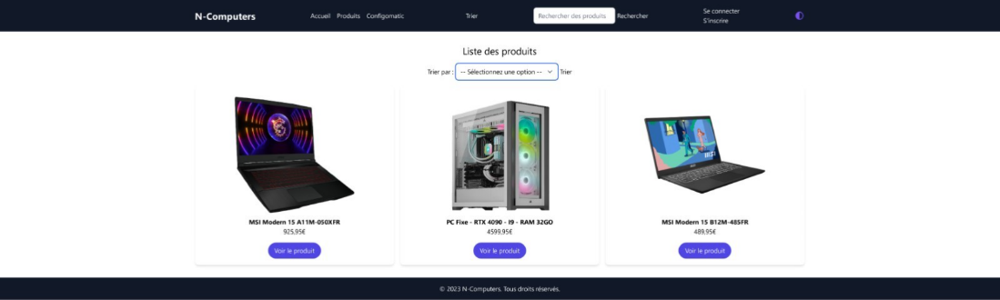 N-Computers
Accueil Produits Configomatic
Trier
Rechercher des produits Rechercher
Se connecter
S'inscrire
Liste des produits
Trier par : -- Sélectionnez une option -- Trier
MSI Modern 15 A11M-050XFR
925,95€
Voir le produit
PC Fixe - RTX 4090 - I9 - RAM 32GO
4599,95€
Voir le produit
MSI Modern 15 B12M-485FR
489,95€
Voir le produit
© 2023 N-Computers. Tous droits réservés.